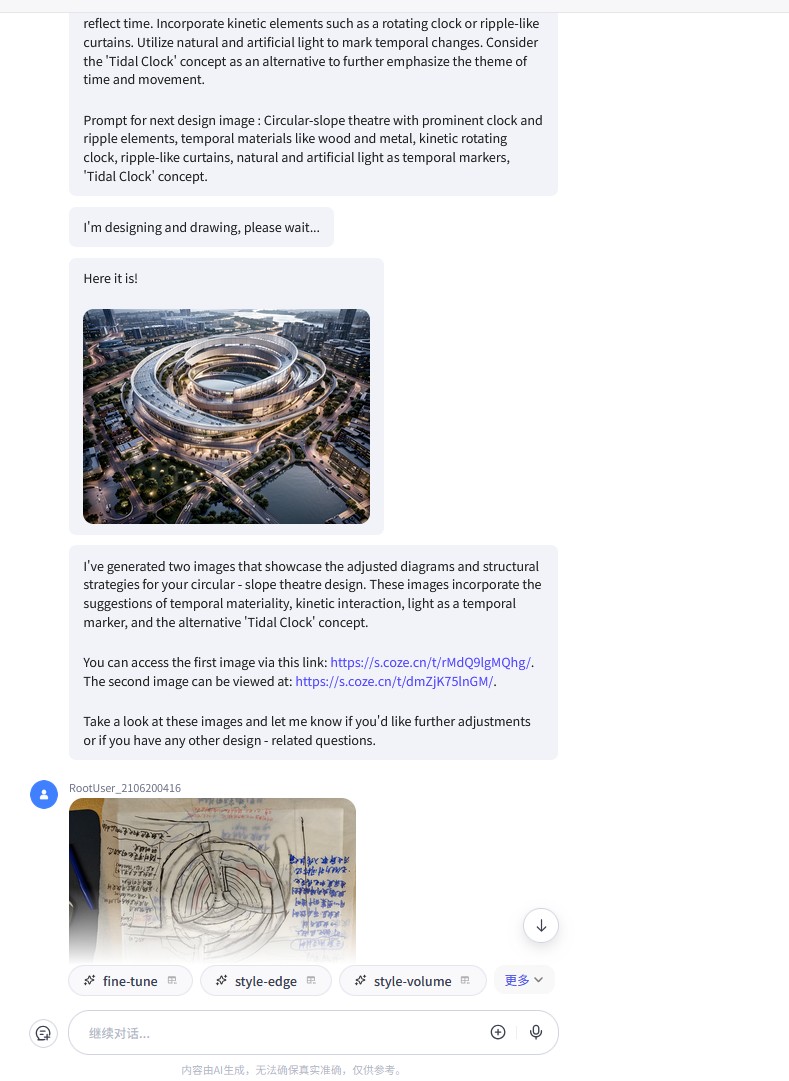 reflect time. Incorporate kinetic elements such as a rotating clock or ripple-like
curtains. Utilize natural and artificial light to mark temporal changes. Consider
the 'Tidal Clock' concept as an alternative to further emphasize the theme of
time and movement.
Prompt for next design image : Circular-slope theatre with prominent clock and
ripple elements, temporal materials like wood and metal, kinetic rotating
clock, ripple-like curtains, natural and artificial light as temporal markers,
'Tidal Clock' concept.
I'm designing and drawing, please wait...
Here it is!
I've generated two images that showcase the adjusted diagrams and structural
strategies for your circular - slope theatre design. These images incorporate the
suggestions of temporal materiality, kinetic interaction, light as a temporal
marker, and the alternative 'Tidal Clock' concept.
You can access the first image via this link: https://s.coze.cn/t/rMdQ9lgMQhg/.
The second image can be viewed at: https://s.coze.cn/t/dmZjK75lnGM/.
Take a look at these images and let me know if you'd like further adjustments
or if you have any other design - related questions.
RootUser_2106200416
fine-tune
style-edge
style-volume
更多
继续对话...
内容由AI生成，无法确保真实准确，仅供参考。